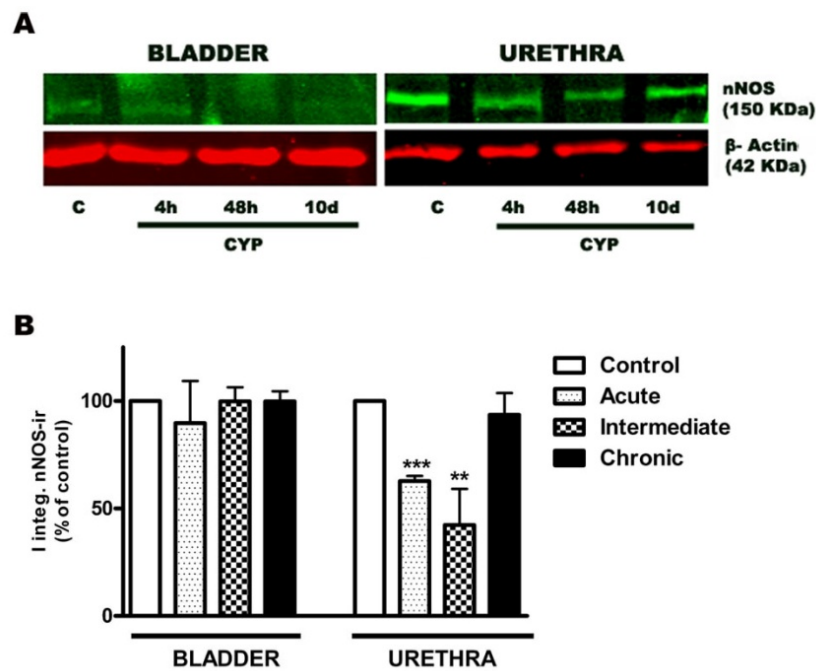 A
BLADDER URETHRA
nNOS
(150 KDa)
β- Actin
(42 KDa)
C 4h 48h 10d C 4h 48h 10d
CYP CYP
B
I integ. nNOS-ir
(% of control)
100
50
0
*** **
Control
Acute
Intermediate
Chronic
BLADDER URETHRA